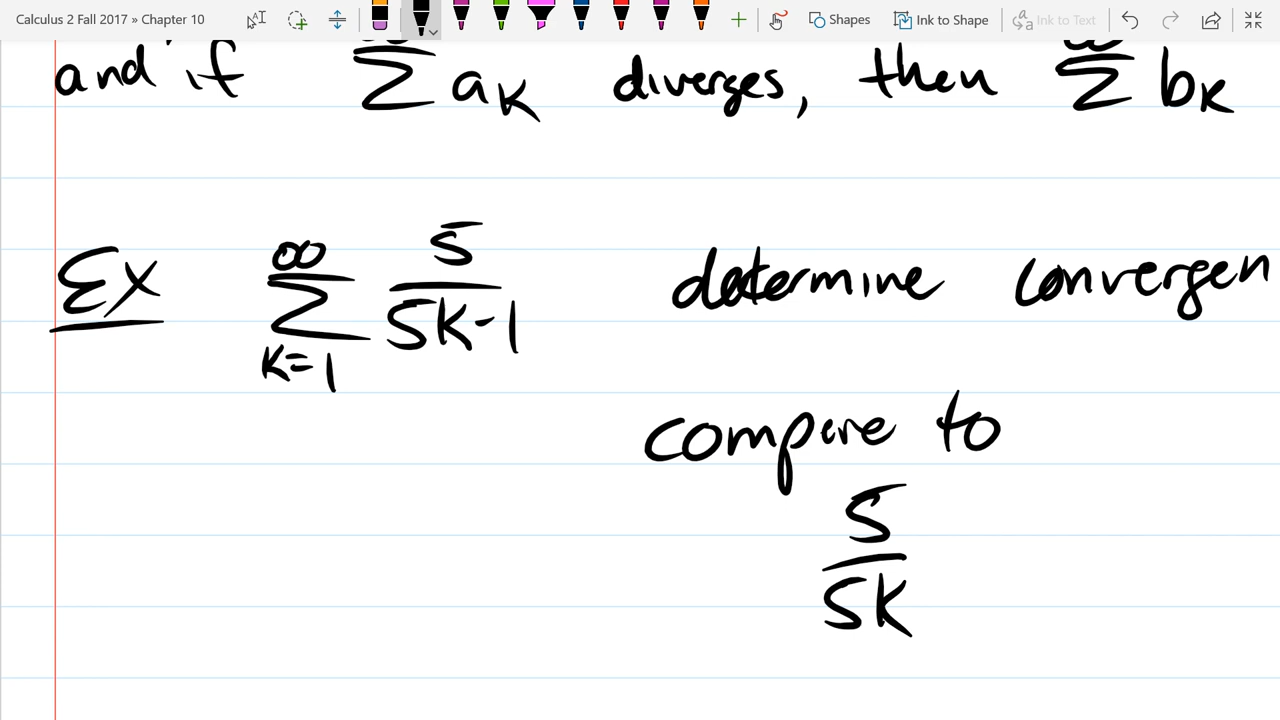 Calculus 2 Fall 2017 » Chapter 10 Shapes Ink to Shape Ink to Text
and if ∞ Σ aₖ diverges, then ∞ Σ bₖ
Ex ∞ Σ k=1 5/(5k-1) determine convergen
compare to
5/(5k)